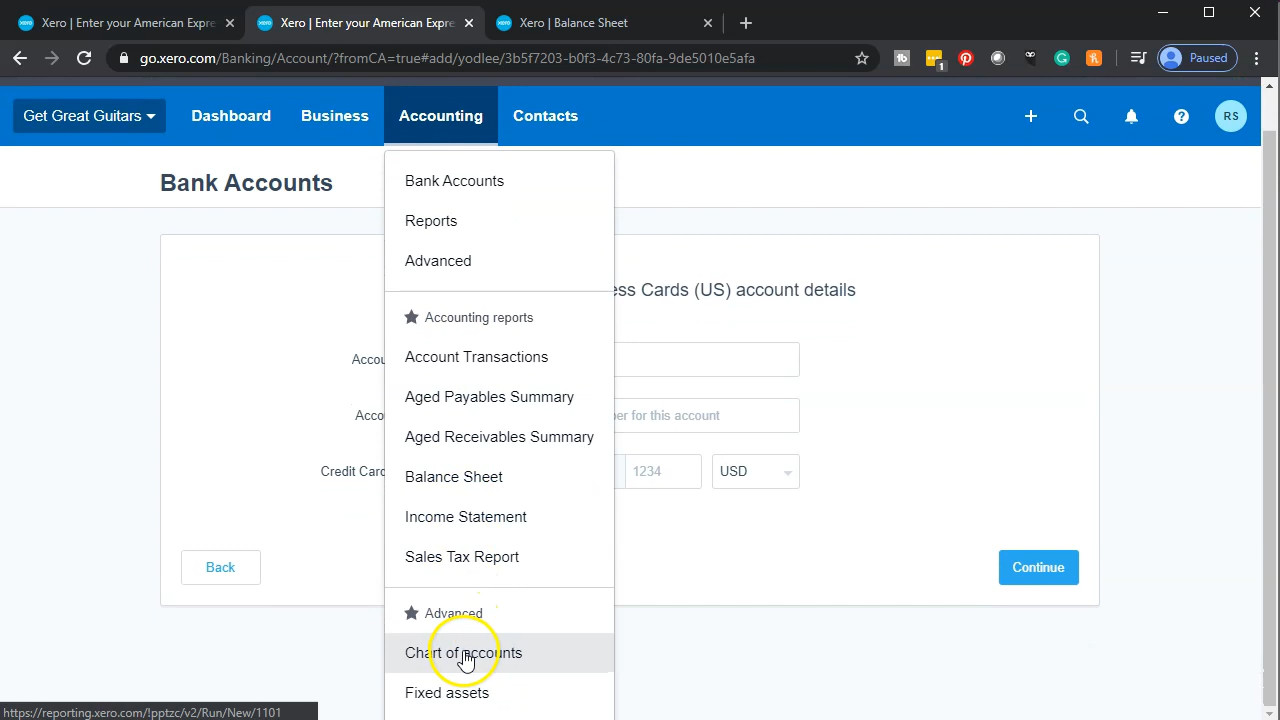 Xero | Enter your American Expre
Xero | Enter your American Expre
Xero | Balance Sheet
go.xero.com/Banking/Account/?fromCA=true#add/yodlee/3b5f7203-b0f3-4c73-80fa-9de5010e5afa
1
Paused
Get Great Guitars
Dashboard
Business
Accounting
Contacts
RS
Bank Accounts
Bank Accounts
Reports
Advanced
ess Cards (US) account details
Accounting reports
Accou
Account Transactions
Aged Payables Summary
Acco
er for this account
Aged Receivables Summary
Credit Card
1234
USD
Balance Sheet
Income Statement
Sales Tax Report
Back
Continue
Advanced
Chart of accounts
Fixed assets
https://reporting.xero.com/!pptzc/v2/Run/New/1101